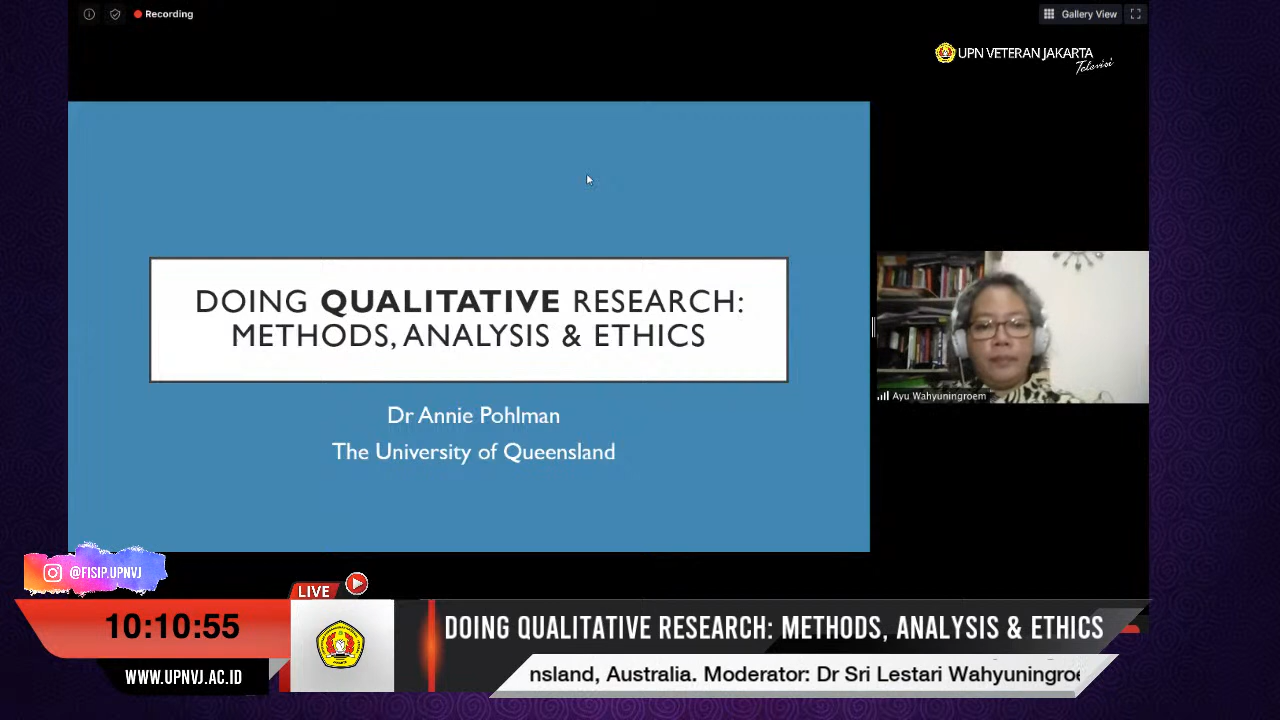 Recording
Gallery View
UPN VETERAN JAKARTA
Televisi
DOING QUALITATIVE RESEARCH:
METHODS, ANALYSIS & ETHICS
Dr Annie Pohlman
The University of Queensland
Ayu Wahyuningroem
@FISIP.UPNVJ
LIVE
10:10:55
DOING QUALITATIVE RESEARCH: METHODS, ANALYSIS & ETHICS
WWW.UPNVJ.AC.ID
nsland, Australia. Moderator: Dr Sri Lestari Wahyuningroe